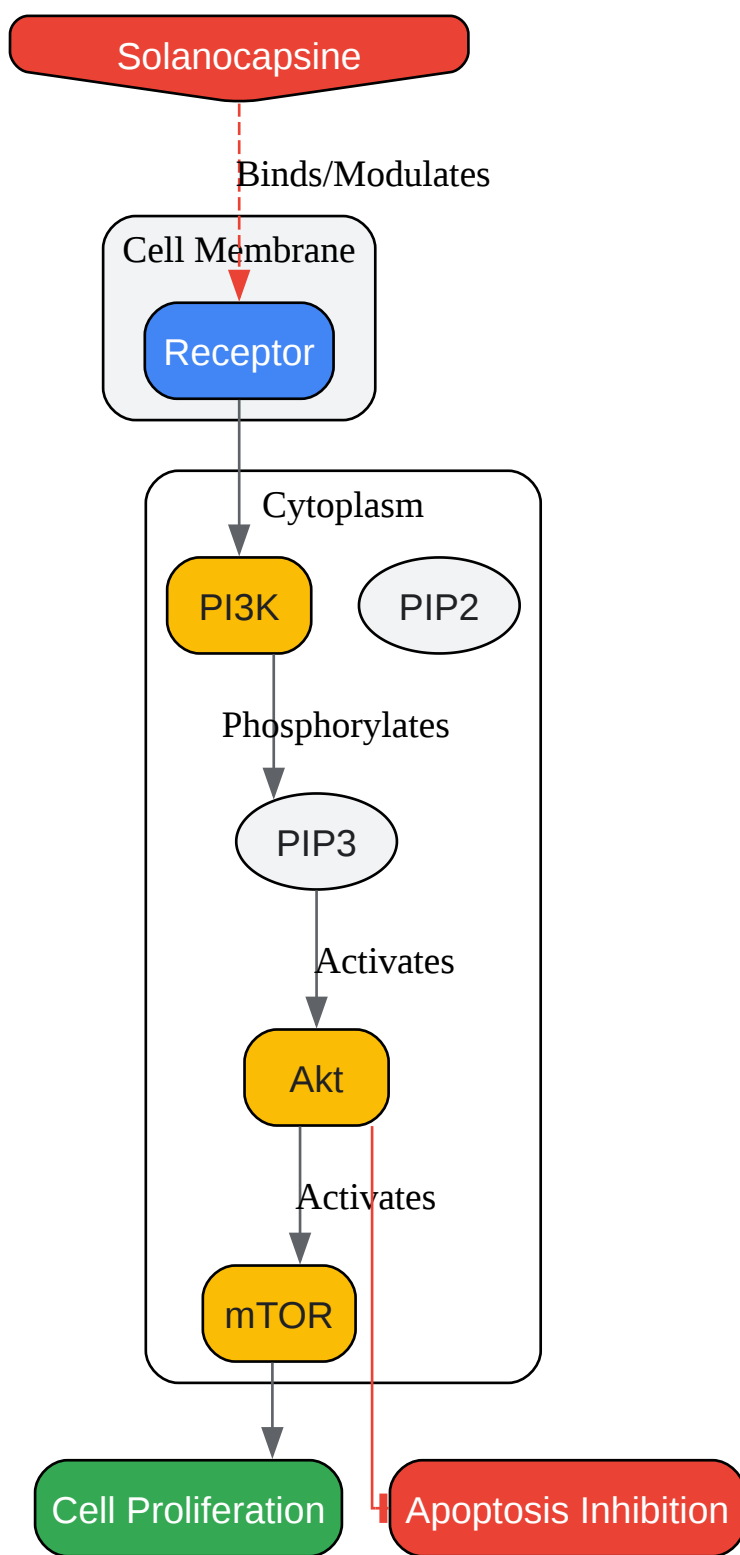 Solanocapsine
Binds/Modulates
Cell Membrane
Receptor
Cytoplasm
PI3K
PIP2
Phosphorylates
PIP3
Activates
Akt
Activates
mTOR
Cell Proliferation
Apoptosis Inhibition